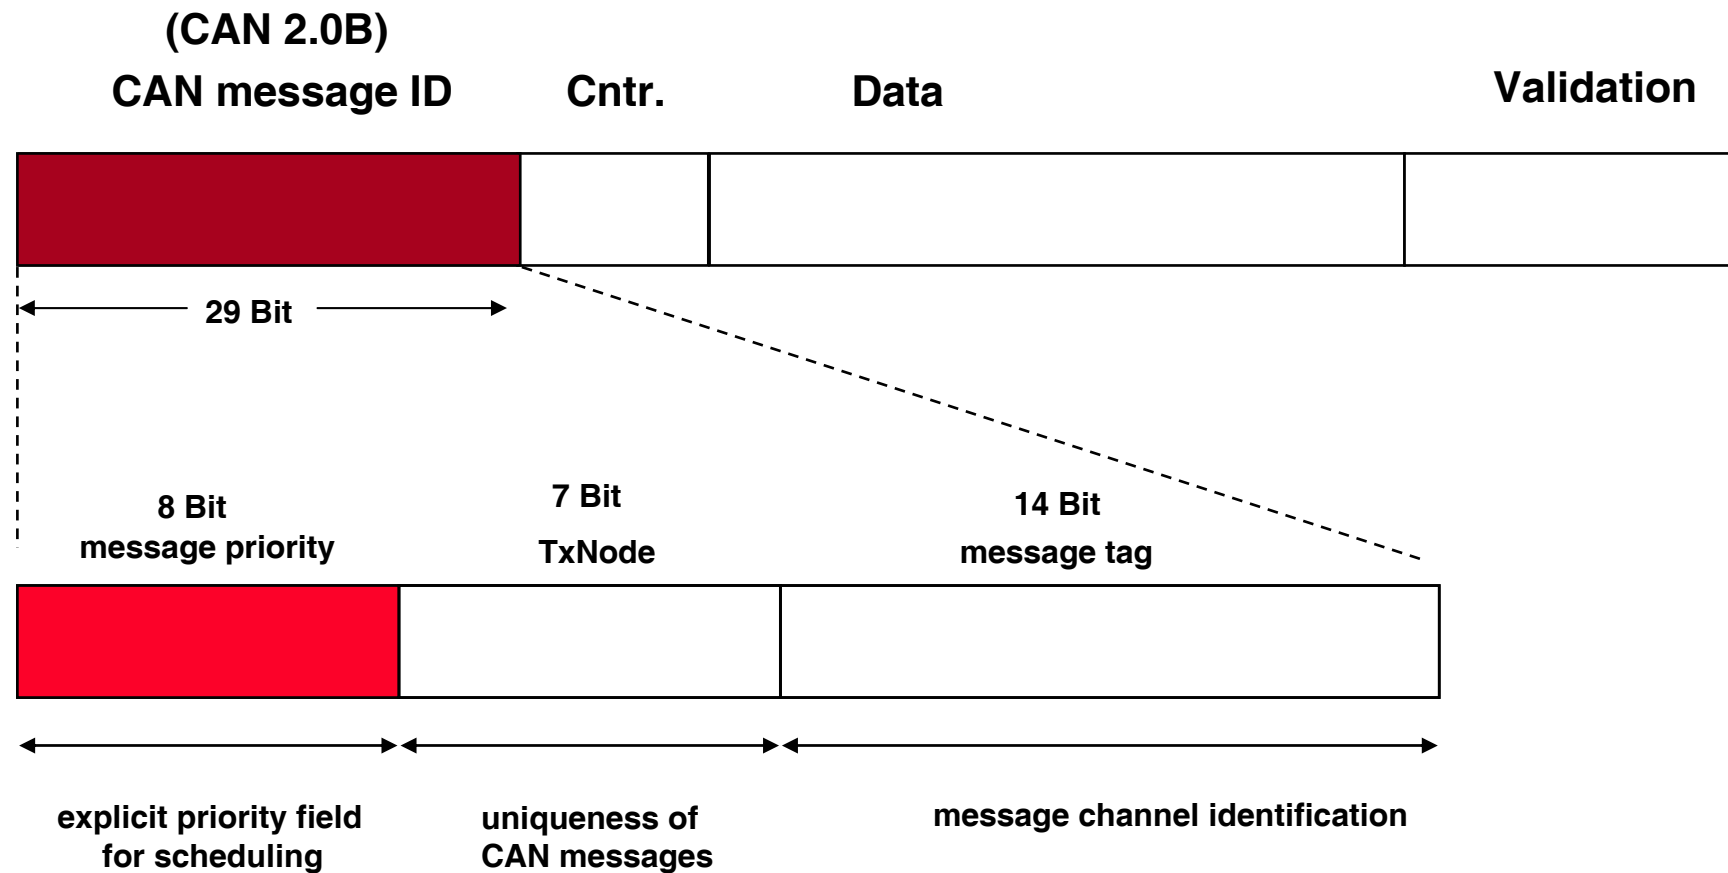 (CAN 2.0B)
CAN message ID
Cntr.
Data
Validation
29 Bit
8 Bit
message priority
7 Bit
TxNode
14 Bit
message tag
explicit priority field
for scheduling
uniqueness of
CAN messages
message channel identification